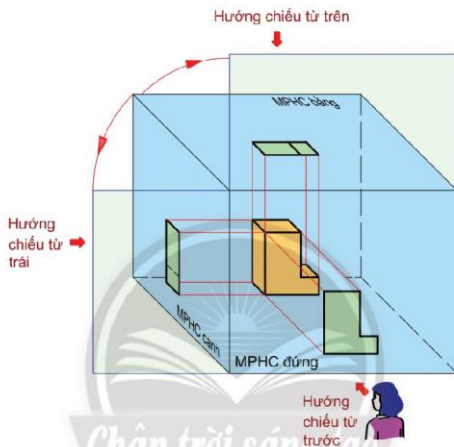 Hướng chiếu từ trên
MPHC bằng
Hướng
chiếu từ
trái
MPHC cạnh
MPHC đứng
Hướng
chiếu từ
trước
Chân trời sáng tạo